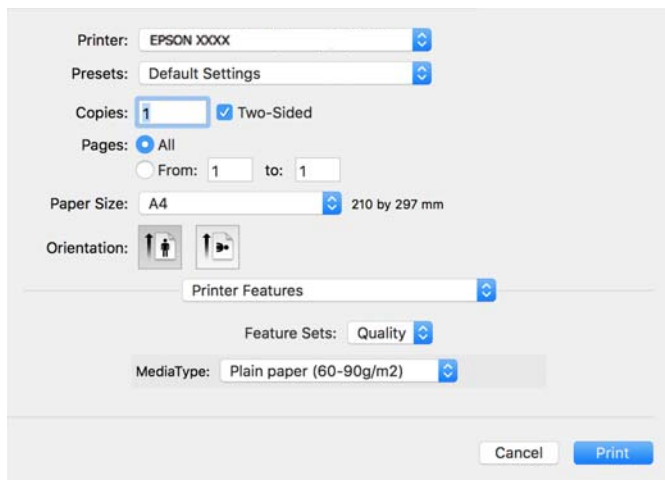 Printer: EPSON XXXX
Presets: Default Settings
Copies: 1 Two-Sided
Pages: All
From: 1 to: 1
Paper Size: A4 210 by 297 mm
Orientation:
Printer Features
Feature Sets: Quality
MediaType: Plain paper (60-90g/m2)
Cancel Print